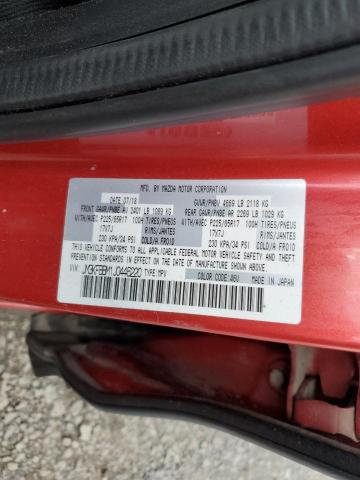 MFD. BY MAZDA MOTOR CORPORATION
DATE: 07/18 GVWR/PNBV 4669 LB 2118 KG
FRONT GAWR/PNBE AV 2401 LB 1089 KG REAR GAWR/PNBE AR 2269 LB 1029 KG
WITH/AVEC P225/65R17 100H TIRES/PNEUS WITH/AVEC P225/65R17 100H TIRES/PNEUS
17X7J RIMS/JANTES 17X7J RIMS/JANTES
230 KPA/34 PSI COLD/A FROID 230 KPA/34 PSI COLD/A FROID
THIS VEHICLE CONFORMS TO ALL APPLICABLE FEDERAL MOTOR VEHICLE SAFETY AND THEFT PREVENTION
STANDARDS IN EFFECT ON THE DATE OF MANUFACTURE SHOWN ABOVE.
VIN: TYPE: MPV COLOR CODE: 46V MADE IN JAPAN